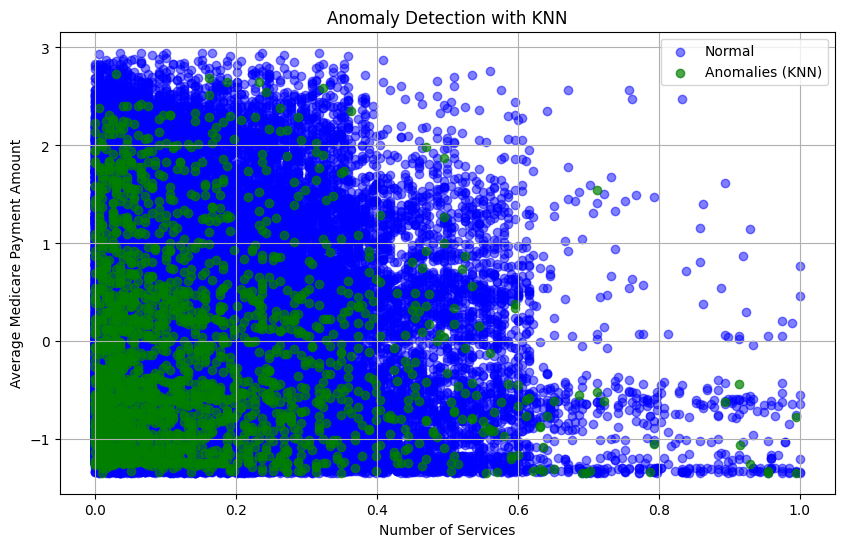 Anomaly Detection with KNN
Normal
Anomalies (KNN)
Average Medicare Payment Amount
3
2
1
0
−1
0.0
0.2
0.4
0.6
0.8
1.0
Number of Services